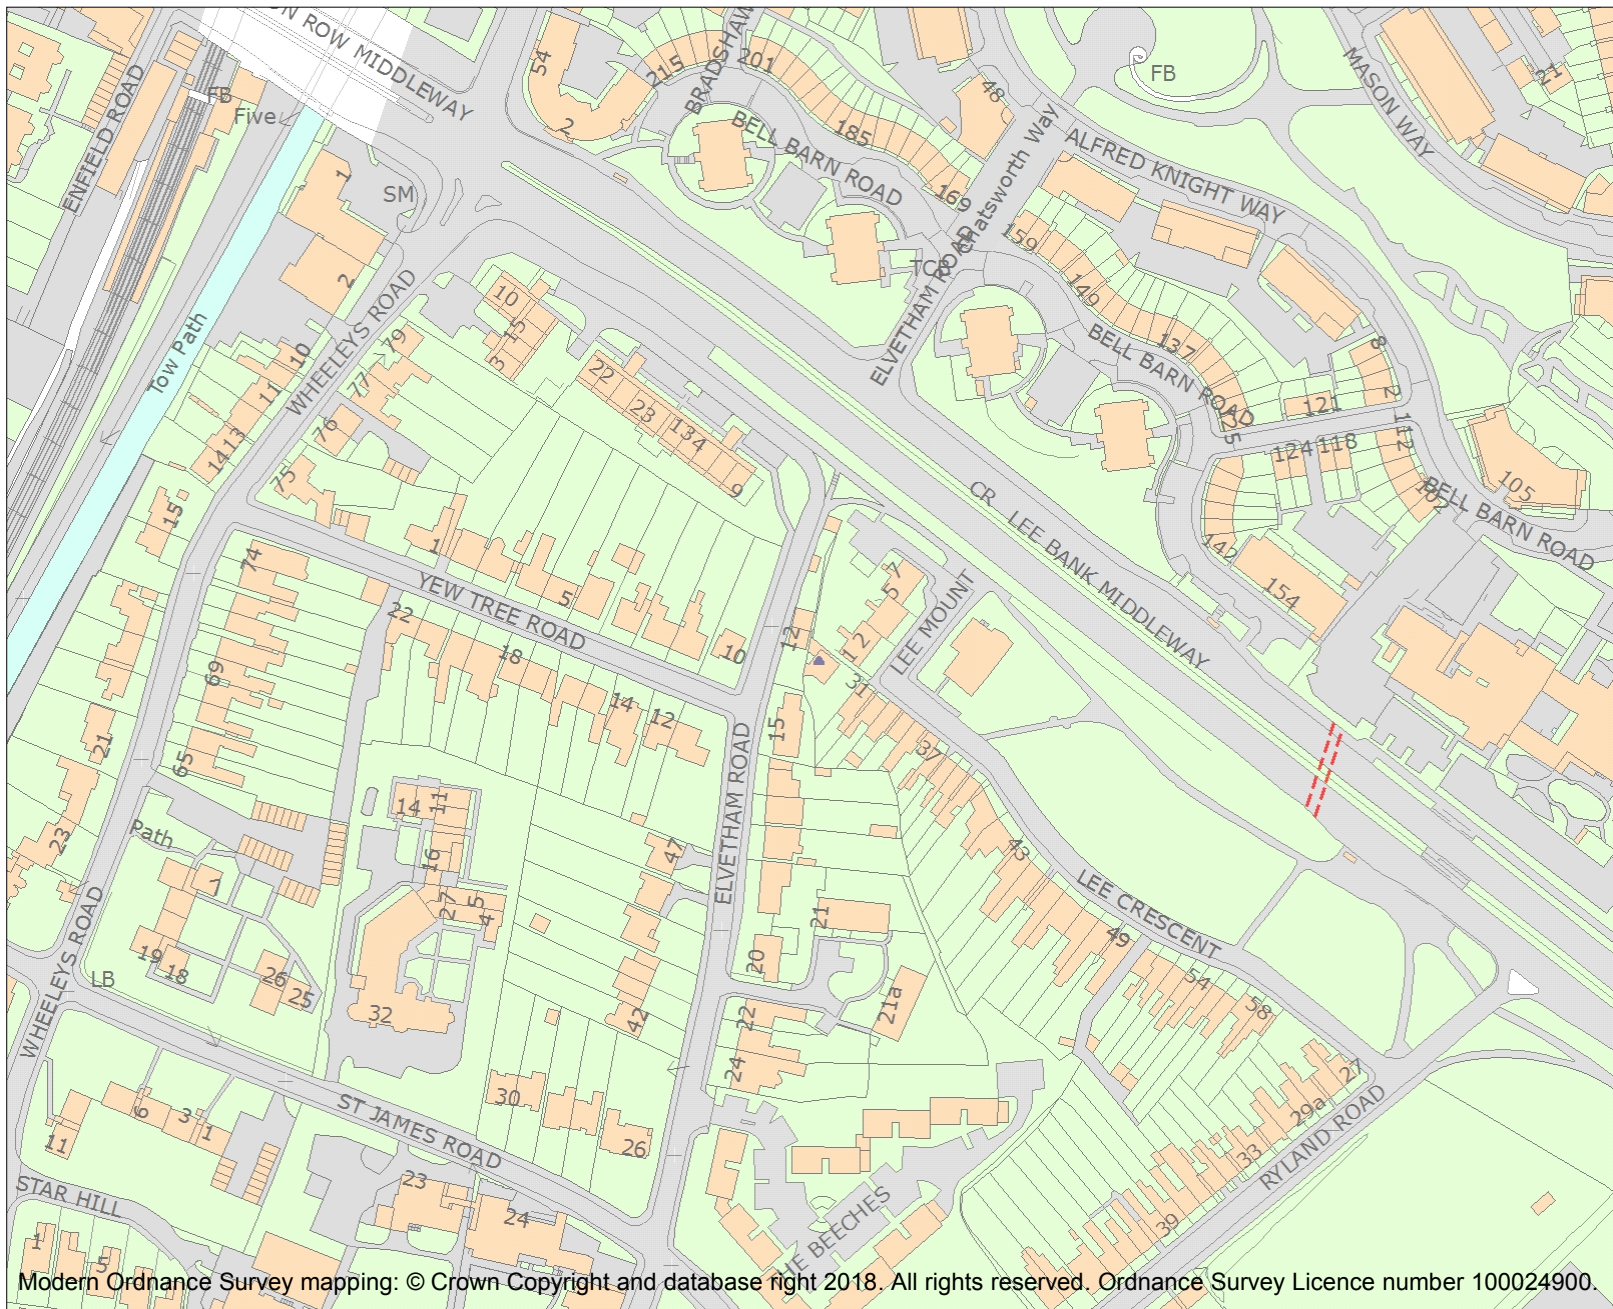 ON ROW MIDDLEWAY
ENFIELD ROAD
FB
Five
54
2
215
BRADSHAW
201
185
BELL BARN ROAD
169
48
Chatsworth Way
FB
ALFRED KNIGHT WAY
MASON WAY
21
1
SM
2
WHEELEYS ROAD
Tow Path
10
15
3
79
77
76
75
10
11
13
14
15
22
23
134
9
TCB
ELVETHAM ROAD
159
149
137
BELL BARN ROAD
125
121
124
118
8
2
112
102
105
BELL BARN ROAD
142
154
CR
LEE BANK MIDDLEWAY
74
1
YEW TREE ROAD
5
10
22
18
14
12
69
65
21
23
12
7
5
2
1
LEE MOUNT
31
37
15
ELVETHAM ROAD
47
42
43
LEE CRESCENT
49
54
58
Path
7
19
18
26
25
14
11
16
27
5
4
32
21
20
21a
22
24
WHEELEYS ROAD
LB
ST JAMES ROAD
30
26
6
3
1
11
STAR HILL
1
5
23
24
THE BEECHES
27
29a
33
39
RYLAND ROAD
Modern Ordnance Survey mapping: © Crown Copyright and database right 2018. All rights reserved. Ordnance Survey Licence number 100024900.